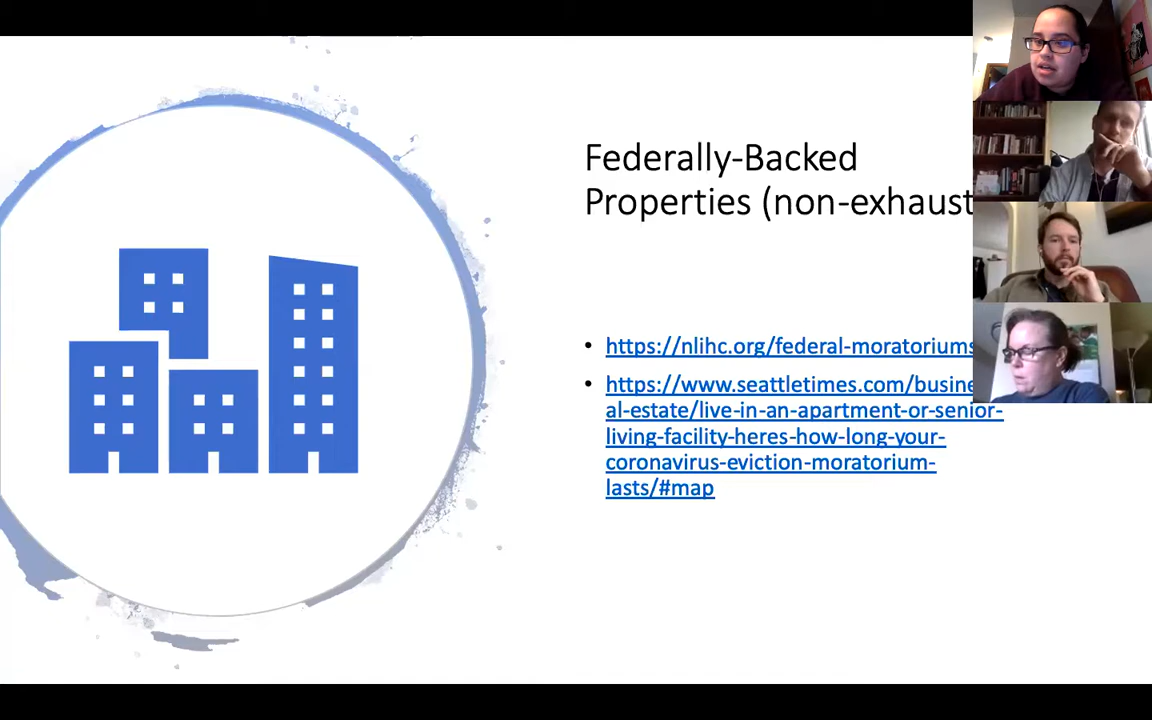 Federally-Backed
Properties (non-exhaust
https://nlihc.org/federal-moratoriums
https://www.seattletimes.com/busine
al-estate/live-in-an-apartment-or-senior-
living-facility-heres-how-long-your-
coronavirus-eviction-moratorium-
lasts/#map